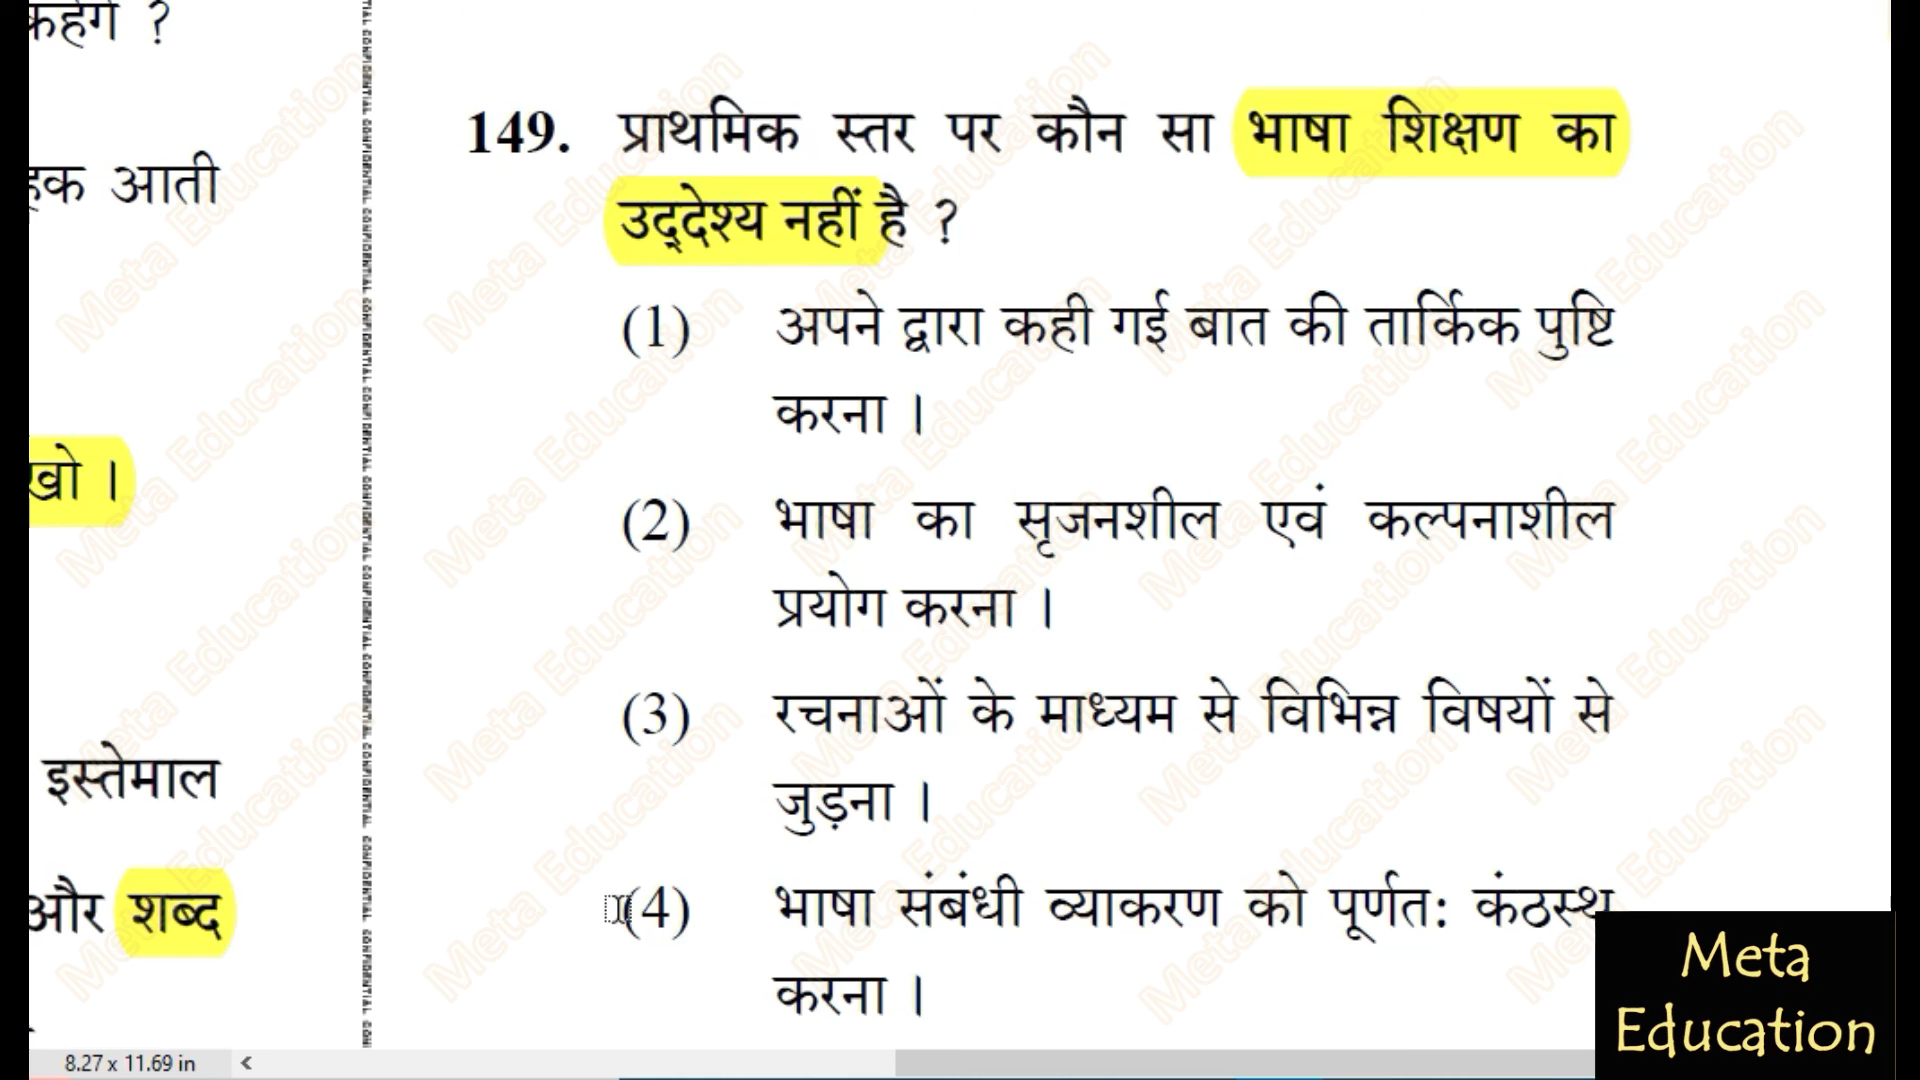 कहेंगे ?
आती
खो ।
इस्तेमाल
और शब्द
149. प्राथमिक स्तर पर कौन सा भाषा शिक्षण का
उद्‌देश्य नहीं है ?
(1) अपने द्वारा कही गई बात की तार्किक पुष्टि
करना ।
(2) भाषा का सृजनशील एवं कल्पनाशील
प्रयोग करना ।
(3) रचनाओं के माध्यम से विभिन्न विषयों से
जुड़ना ।
(4) भाषा संबंधी व्याकरण को पूर्णत: कंठस्थ
करना ।
Meta
Education
8.27 x 11.69 in